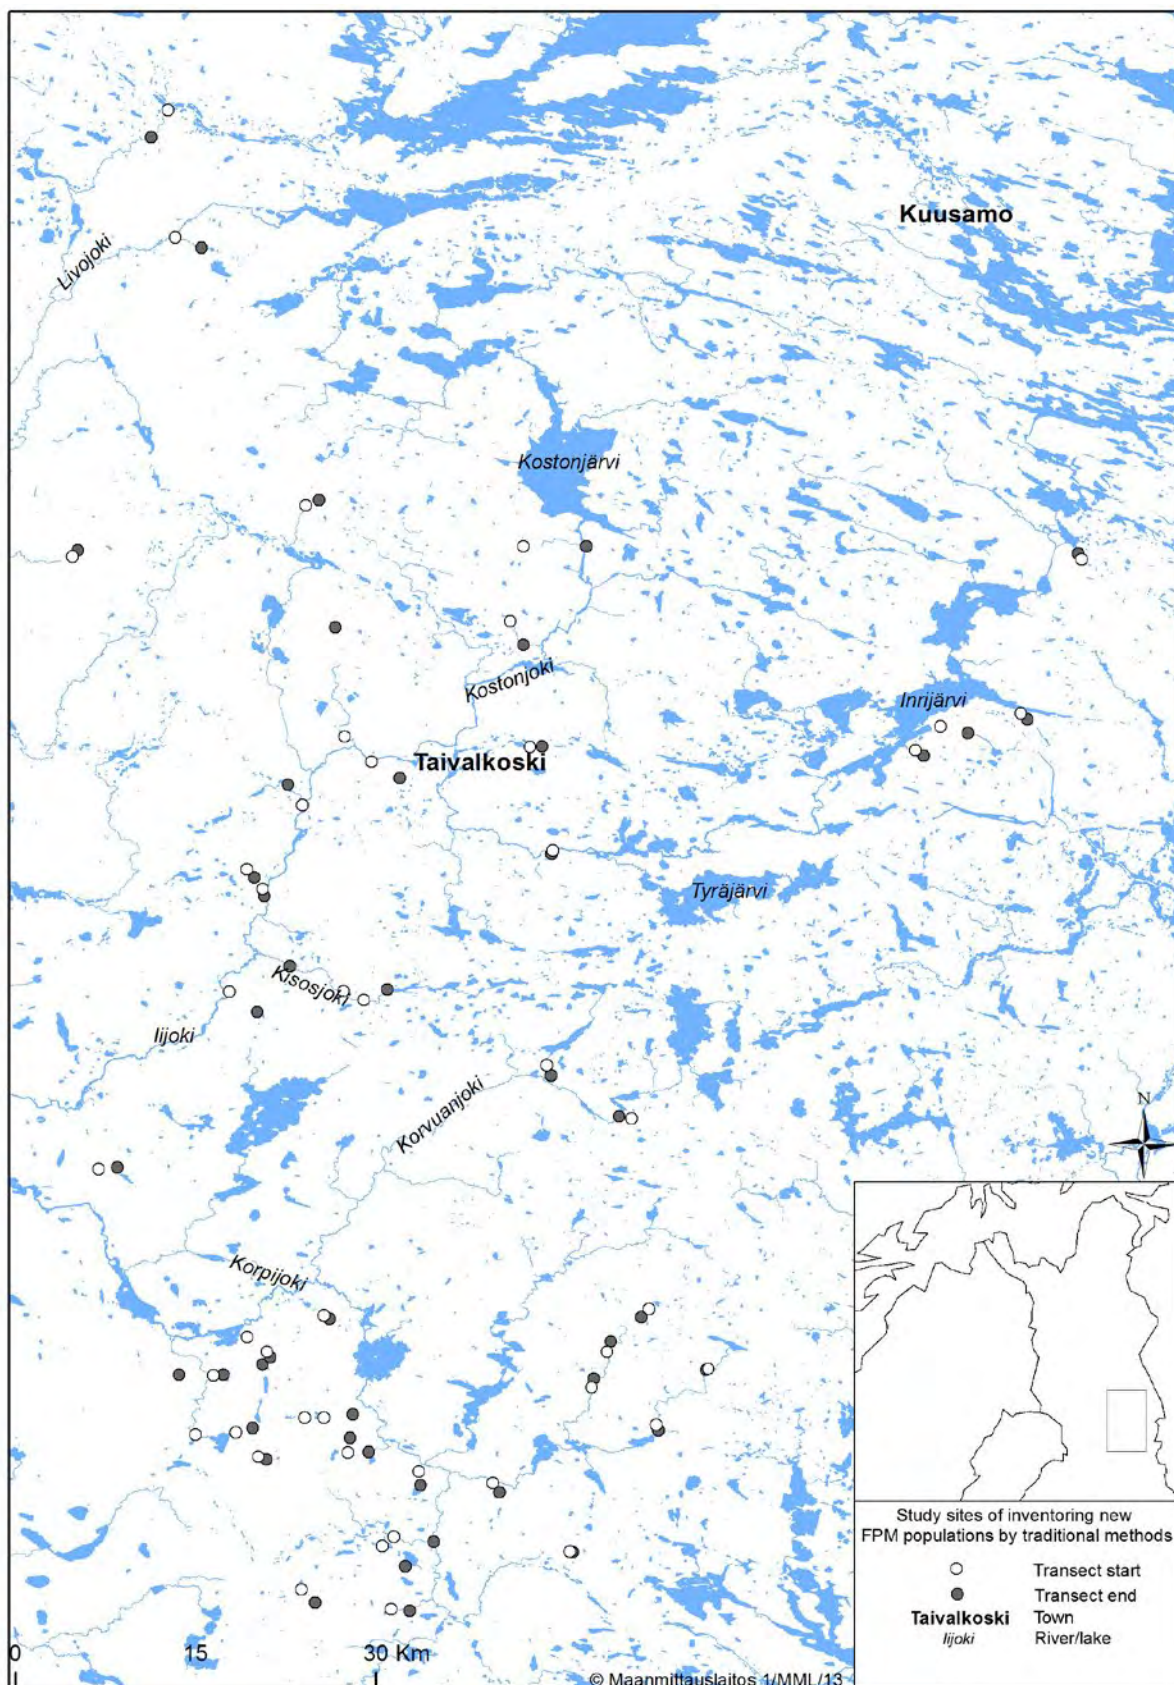 Kuusamo
Livojoki
Kostonjärvi
Kostonjoki
Inrijärvi
Taivalkoski
Tyräjärvi
Kisosjoki
Iijoki
Korvuanjoki
N
Korpijoki
Study sites of inventoring new
FPM populations by traditional methods
Transect start
Transect end
Taivalkoski Town
Iijoki River/lake
0 15 30 Km
© Maanmittauslaitos 1/MML/13